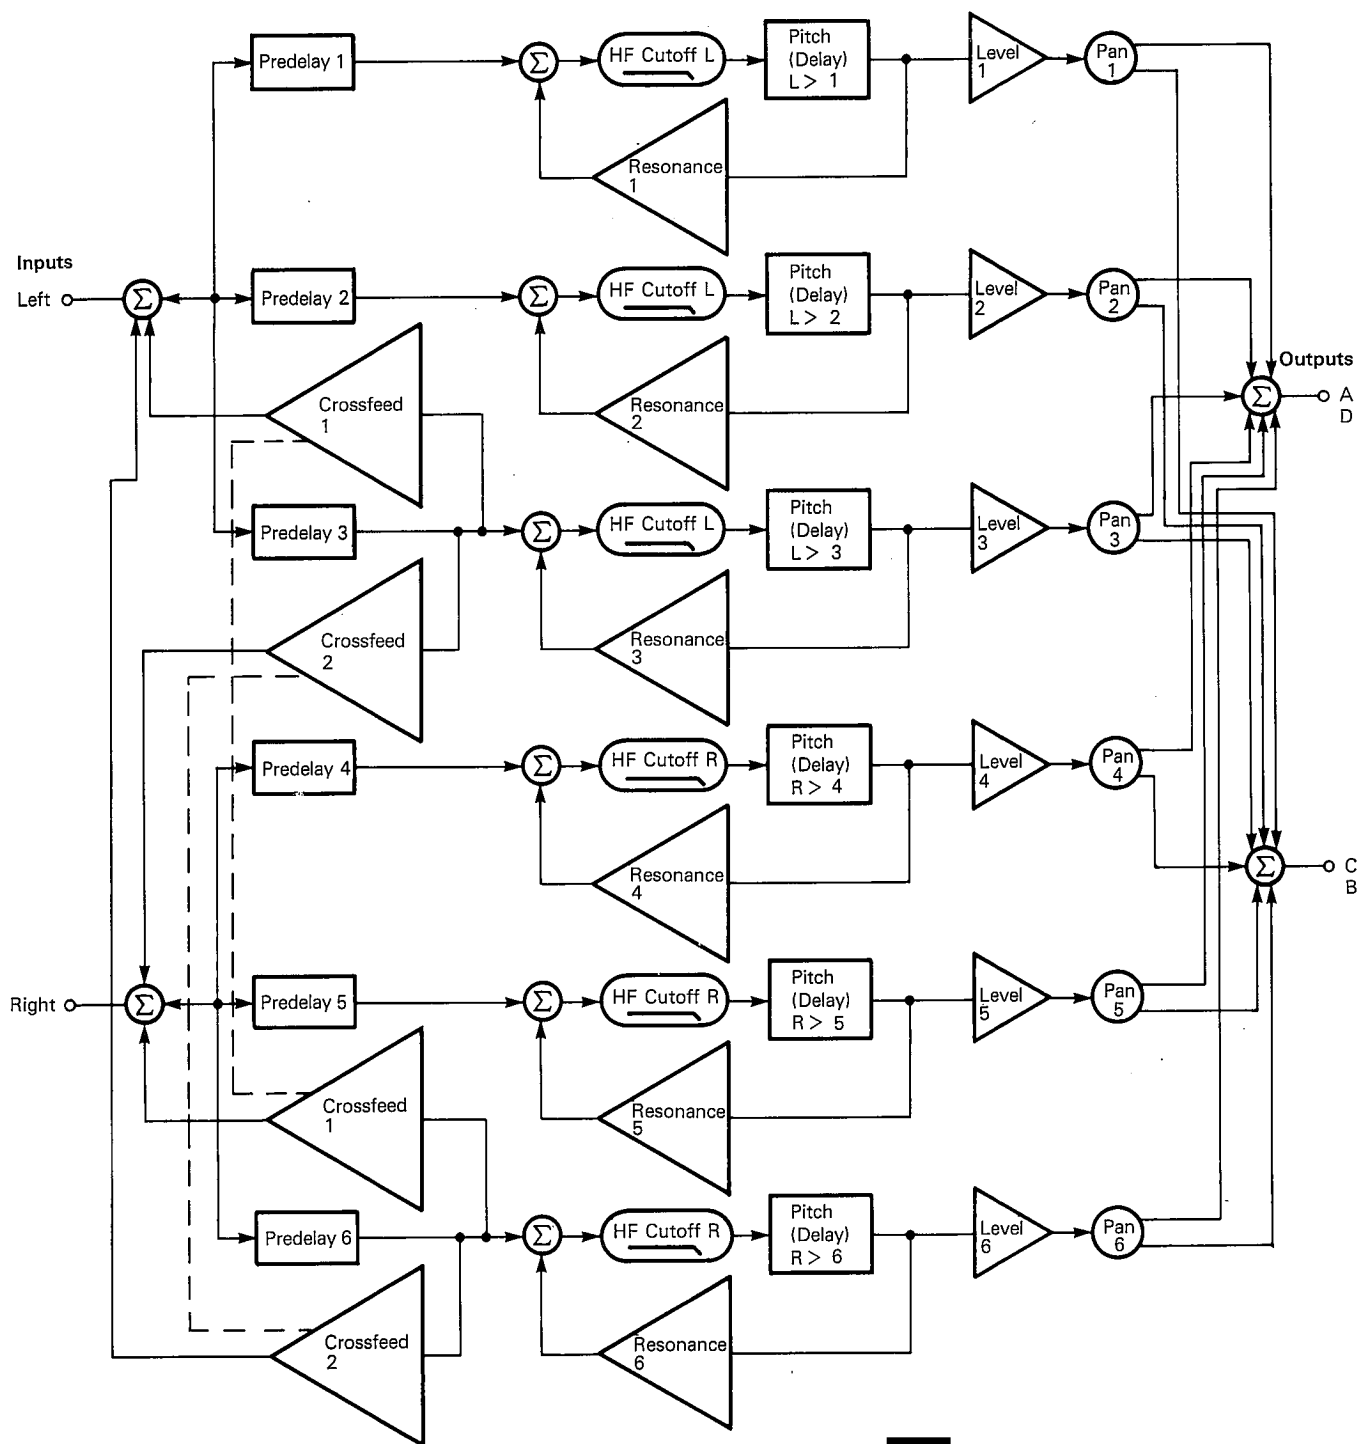 Predelay 1
Σ
HF Cutoff L
Pitch
(Delay)
L > 1
Level
1
Pan
1
Resonance
1
Inputs
Left
Σ
Predelay 2
Σ
HF Cutoff L
Pitch
(Delay)
L > 2
Level
2
Pan
2
Resonance
2
Crossfeed
1
Outputs
Σ
A
D
Predelay 3
Σ
HF Cutoff L
Pitch
(Delay)
L > 3
Level
3
Pan
3
Resonance
3
Crossfeed
2
Predelay 4
Σ
HF Cutoff R
Pitch
(Delay)
R > 4
Level
4
Pan
4
Resonance
4
Σ
C
B
Right
Σ
Predelay 5
Σ
HF Cutoff R
Pitch
(Delay)
R > 5
Level
5
Pan
5
Resonance
5
Crossfeed
1
Predelay 6
Σ
HF Cutoff R
Pitch
(Delay)
R > 6
Level
6
Pan
6
Resonance
6
Crossfeed
2